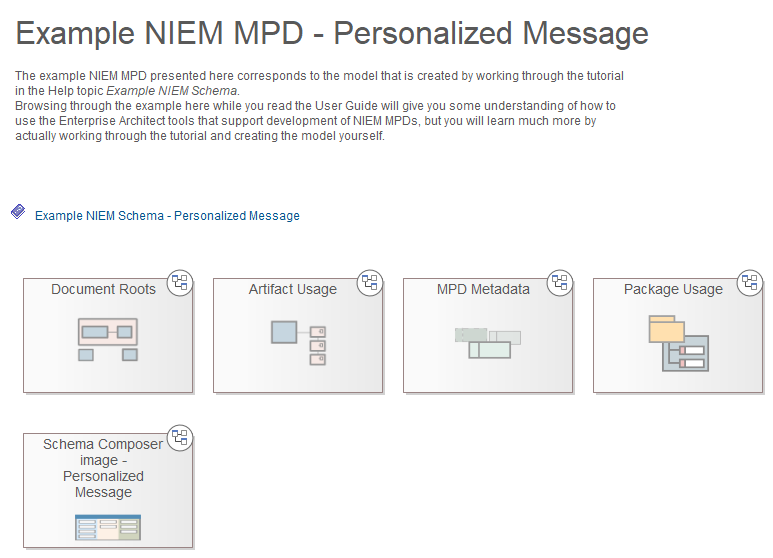 Example NIEM MPD - Personalized Message
The example NIEM MPD presented here corresponds to the model that is created by working through the tutorial
in the Help topic Example NIEM Schema.
Browsing through the example here while you read the User Guide will give you some understanding of how to
use the Enterprise Architect tools that support development of NIEM MPDs, but you will learn much more by
actually working through the tutorial and creating the model yourself.
Example NIEM Schema - Personalized Message
Document Roots
Artifact Usage
MPD Metadata
Package Usage
Schema Composer
image -
Personalized
Message